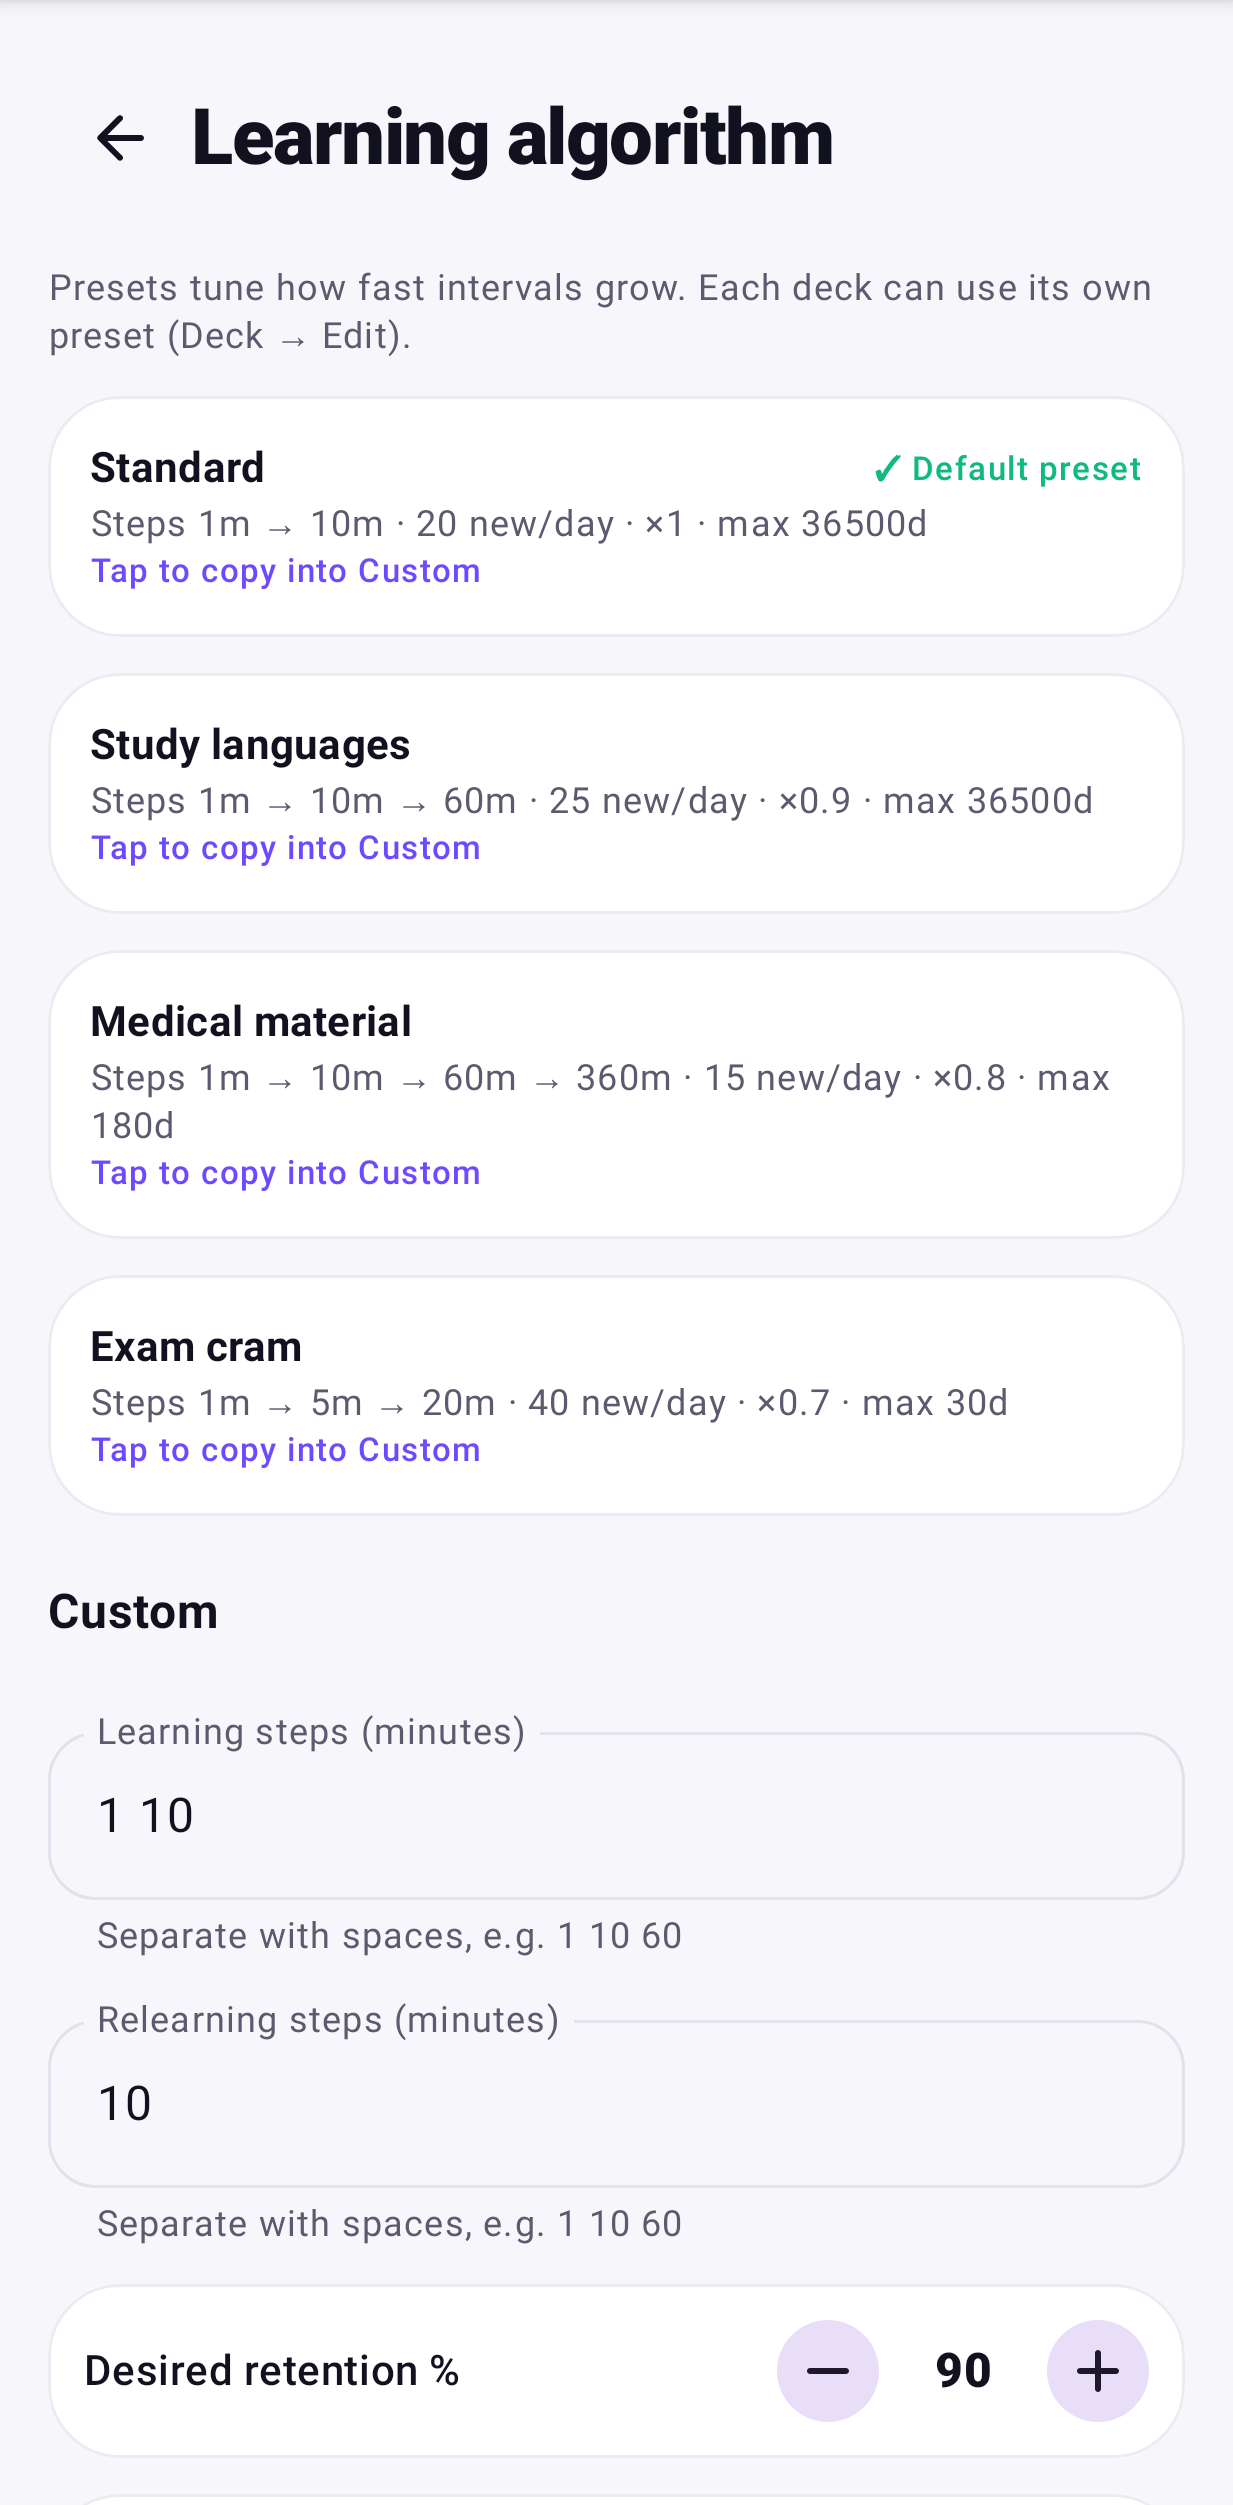 Learning algorithm
Presets tune how fast intervals grow. Each deck can use its own
preset (Deck → Edit).
Standard
✓ Default preset
Steps 1m → 10m · 20 new/day · ×1 · max 36500d
Tap to copy into Custom
Study languages
Steps 1m → 10m → 60m · 25 new/day · ×0.9 · max 36500d
Tap to copy into Custom
Medical material
Steps 1m → 10m → 60m → 360m · 15 new/day · ×0.8 · max
180d
Tap to copy into Custom
Exam cram
Steps 1m → 5m → 20m · 40 new/day · ×0.7 · max 30d
Tap to copy into Custom
Custom
Learning steps (minutes)
1 10
Separate with spaces, e.g. 1 10 60
Relearning steps (minutes)
10
Separate with spaces, e.g. 1 10 60
Desired retention %
90